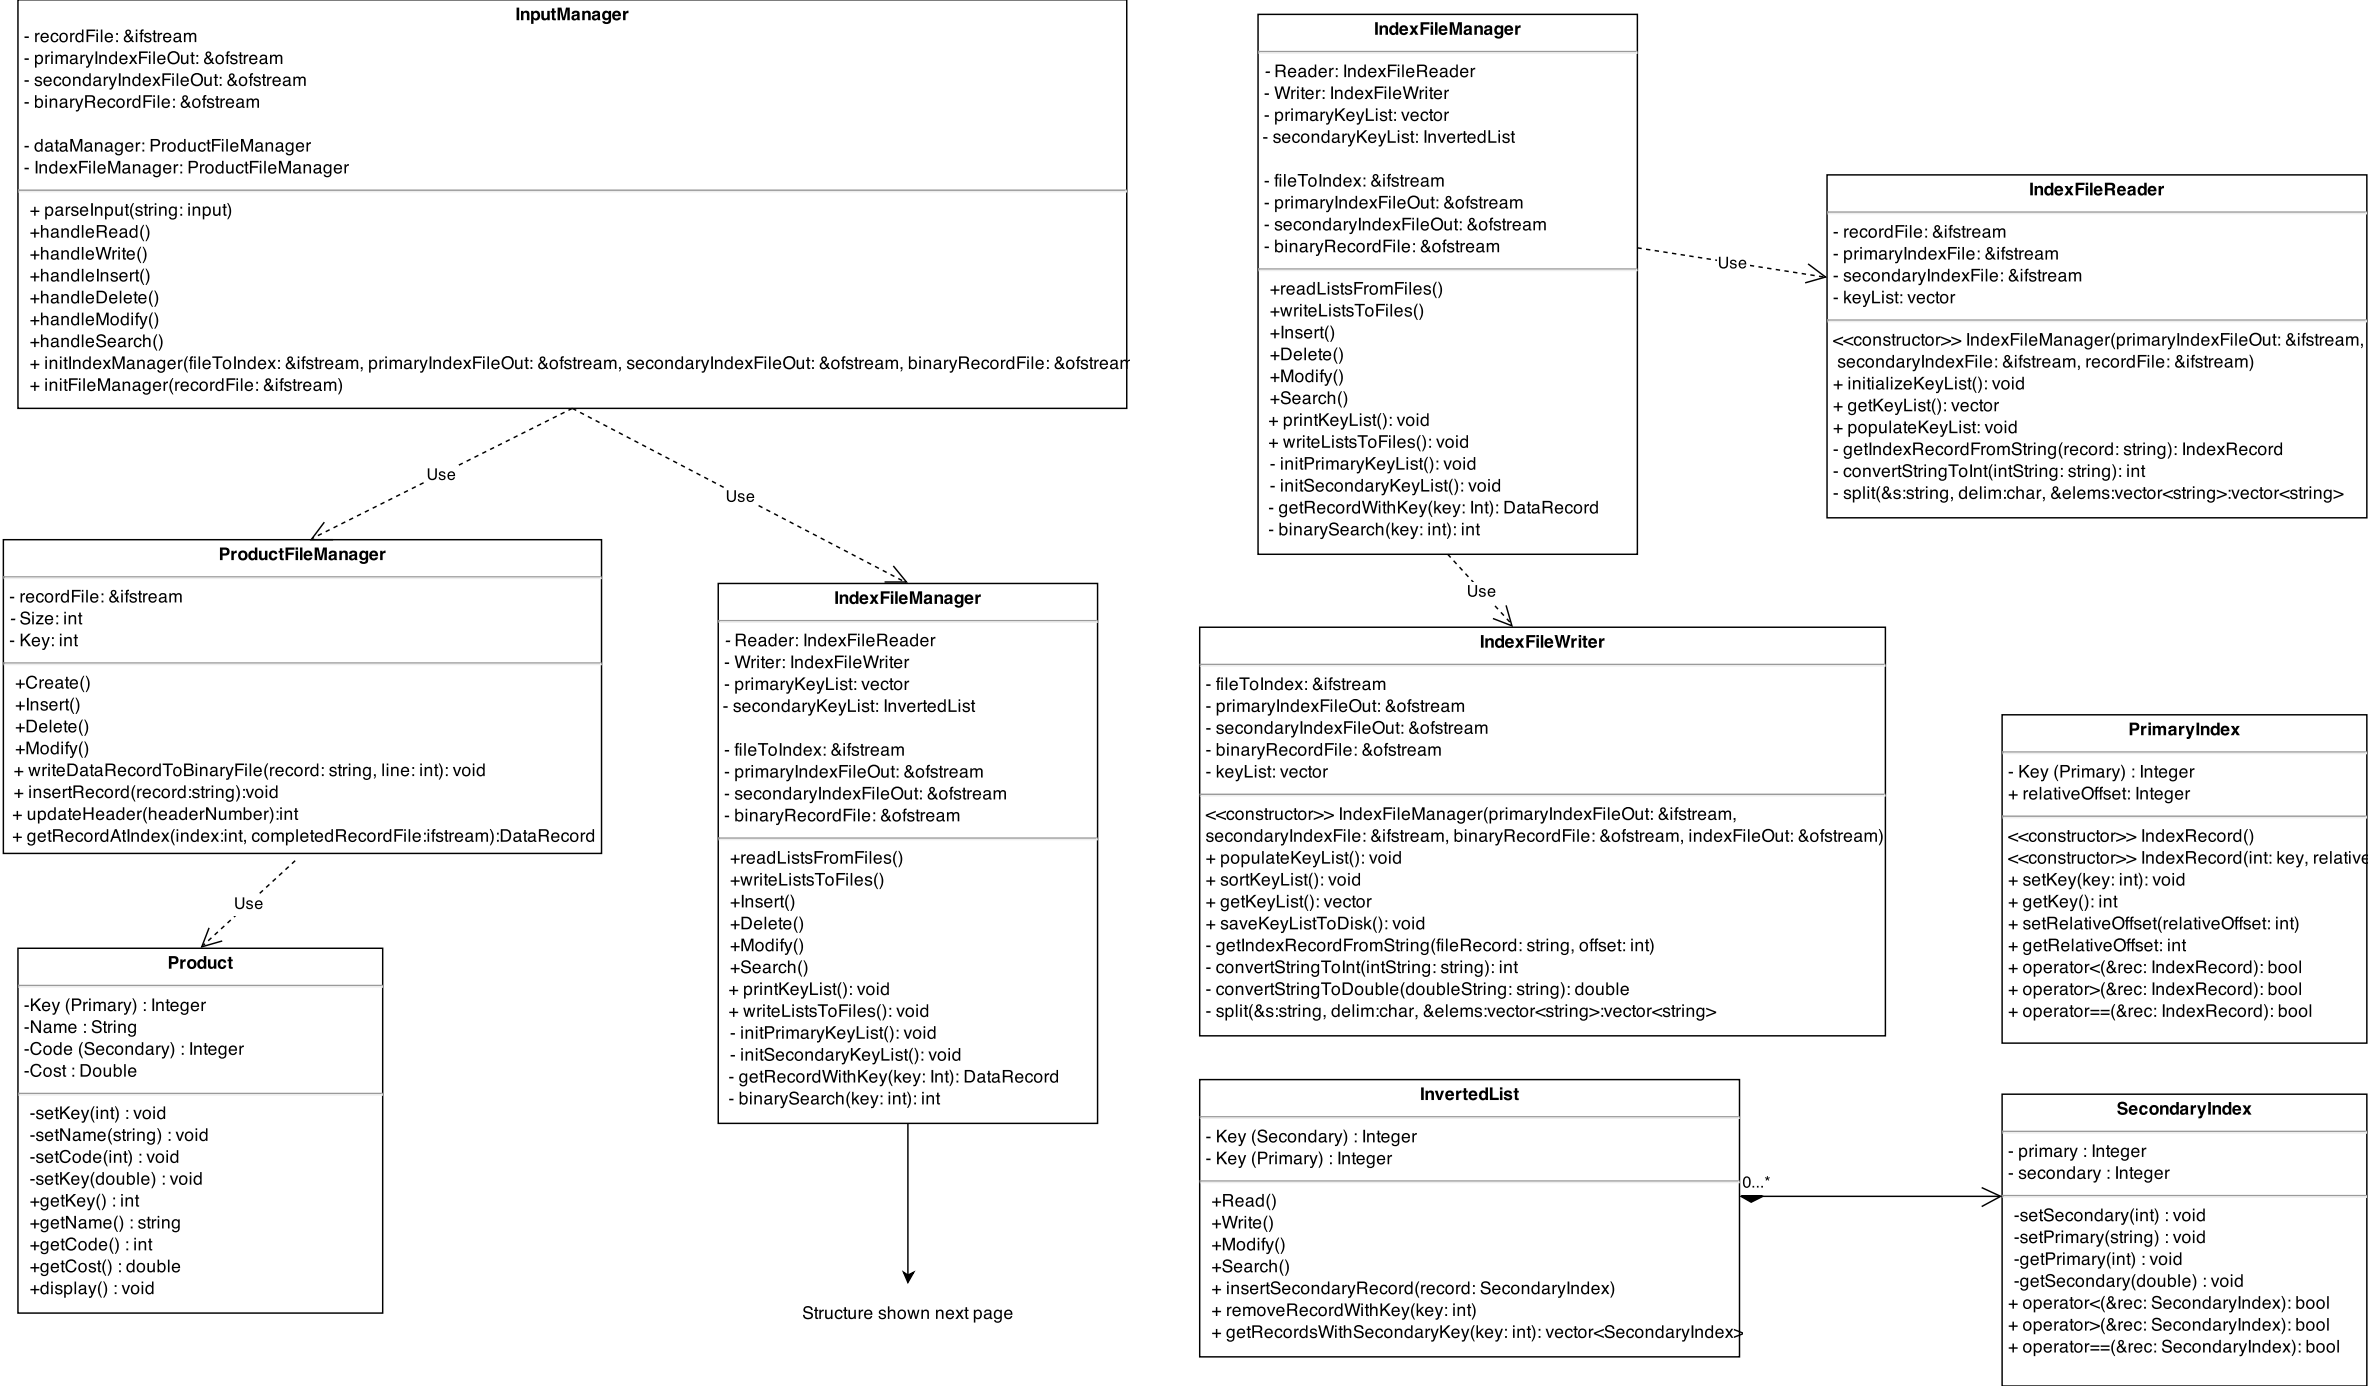 InputManager
- recordFile: &ifstream
- primaryIndexFileOut: &ofstream
- secondaryIndexFileOut: &ofstream
- binaryRecordFile: &ofstream
- dataManager: ProductFileManager
- IndexFileManager: ProductFileManager
+ parseInput(string: input)
+handleRead()
+handleWrite()
+handleInsert()
+handleDelete()
+handleModify()
+handleSearch()
+ initIndexManager(fileToIndex: &ifstream, primaryIndexFileOut: &ofstream, secondaryIndexFileOut: &ofstream, binaryRecordFile: &ofstrear
+ initFileManager(recordFile: &ifstream)
Use
Use
ProductFileManager
- recordFile: &ifstream
- Size: int
- Key: int
+Create()
+Insert()
+Delete()
+Modify()
+ writeDataRecordToBinaryFile(record: string, line: int): void
+ insertRecord(record:string):void
+ updateHeader(headerNumber):int
+ getRecordAtIndex(index:int, completedRecordFile:ifstream):DataRecord
Use
Product
-Key (Primary) : Integer
-Name : String
-Code (Secondary) : Integer
-Cost : Double
-setKey(int) : void
-setName(string) : void
-setCode(int) : void
-setKey(double) : void
+getKey() : int
+getName() : string
+getCode() : int
+getCost() : double
+display() : void
IndexFileManager
- Reader: IndexFileReader
- Writer: IndexFileWriter
- primaryKeyList: vector
- secondaryKeyList: InvertedList
- fileToIndex: &ifstream
- primaryIndexFileOut: &ofstream
- secondaryIndexFileOut: &ofstream
- binaryRecordFile: &ofstream
+readListsFromFiles()
+writeListsToFiles()
+Insert()
+Delete()
+Modify()
+Search()
+ printKeyList(): void
+ writeListsToFiles(): void
- initPrimaryKeyList(): void
- initSecondaryKeyList(): void
- getRecordWithKey(key: Int): DataRecord
- binarySearch(key: int): int
Structure shown next page
IndexFileManager
- Reader: IndexFileReader
- Writer: IndexFileWriter
- primaryKeyList: vector
- secondaryKeyList: InvertedList
- fileToIndex: &ifstream
- primaryIndexFileOut: &ofstream
- secondaryIndexFileOut: &ofstream
- binaryRecordFile: &ofstream
+readListsFromFiles()
+writeListsToFiles()
+Insert()
+Delete()
+Modify()
+Search()
+ printKeyList(): void
+ writeListsToFiles(): void
- initPrimaryKeyList(): void
- initSecondaryKeyList(): void
- getRecordWithKey(key: Int): DataRecord
- binarySearch(key: int): int
Use
Use
IndexFileReader
- recordFile: &ifstream
- primaryIndexFile: &ifstream
- secondaryIndexFile: &ifstream
- keyList: vector
<<constructor>> IndexFileManager(primaryIndexFileOut: &ifstream,
secondaryIndexFile: &ifstream, recordFile: &ifstream)
+ initializeKeyList(): void
+ getKeyList(): vector
+ populateKeyList: void
- getIndexRecordFromString(record: string): IndexRecord
- convertStringToInt(intString: string): int
- split(&s:string, delim:char, &elems:vector<string>:vector<string>
IndexFileWriter
- fileToIndex: &ifstream
- primaryIndexFileOut: &ofstream
- secondaryIndexFileOut: &ofstream
- binaryRecordFile: &ofstream
- keyList: vector
<<constructor>> IndexFileManager(primaryIndexFileOut: &ifstream,
secondaryIndexFile: &ifstream, binaryRecordFile: &ofstream, indexFileOut: &ofstream)
+ populateKeyList(): void
+ sortKeyList(): void
+ getKeyList(): vector
+ saveKeyListToDisk(): void
- getIndexRecordFromString(fileRecord: string, offset: int)
- convertStringToInt(intString: string): int
- convertStringToDouble(doubleString: string): double
- split(&s:string, delim:char, &elems:vector<string>:vector<string>
PrimaryIndex
- Key (Primary) : Integer
+ relativeOffset: Integer
<<constructor>> IndexRecord()
<<constructor>> IndexRecord(int: key, relative
+ setKey(key: int): void
+ getKey(): int
+ setRelativeOffset(relativeOffset: int)
+ getRelativeOffset: int
+ operator<(&rec: IndexRecord): bool
+ operator>(&rec: IndexRecord): bool
+ operator==(&rec: IndexRecord): bool
InvertedList
- Key (Secondary) : Integer
- Key (Primary) : Integer
+Read()
+Write()
+Modify()
+Search()
+ insertSecondaryRecord(record: SecondaryIndex)
+ removeRecordWithKey(key: int)
+ getRecordsWithSecondaryKey(key: int): vector<SecondaryIndex>
0...*
SecondaryIndex
- primary : Integer
- secondary : Integer
-setSecondary(int) : void
-setPrimary(string) : void
-getPrimary(int) : void
-getSecondary(double) : void
+ operator<(&rec: SecondaryIndex): bool
+ operator>(&rec: SecondaryIndex): bool
+ operator==(&rec: SecondaryIndex): bool